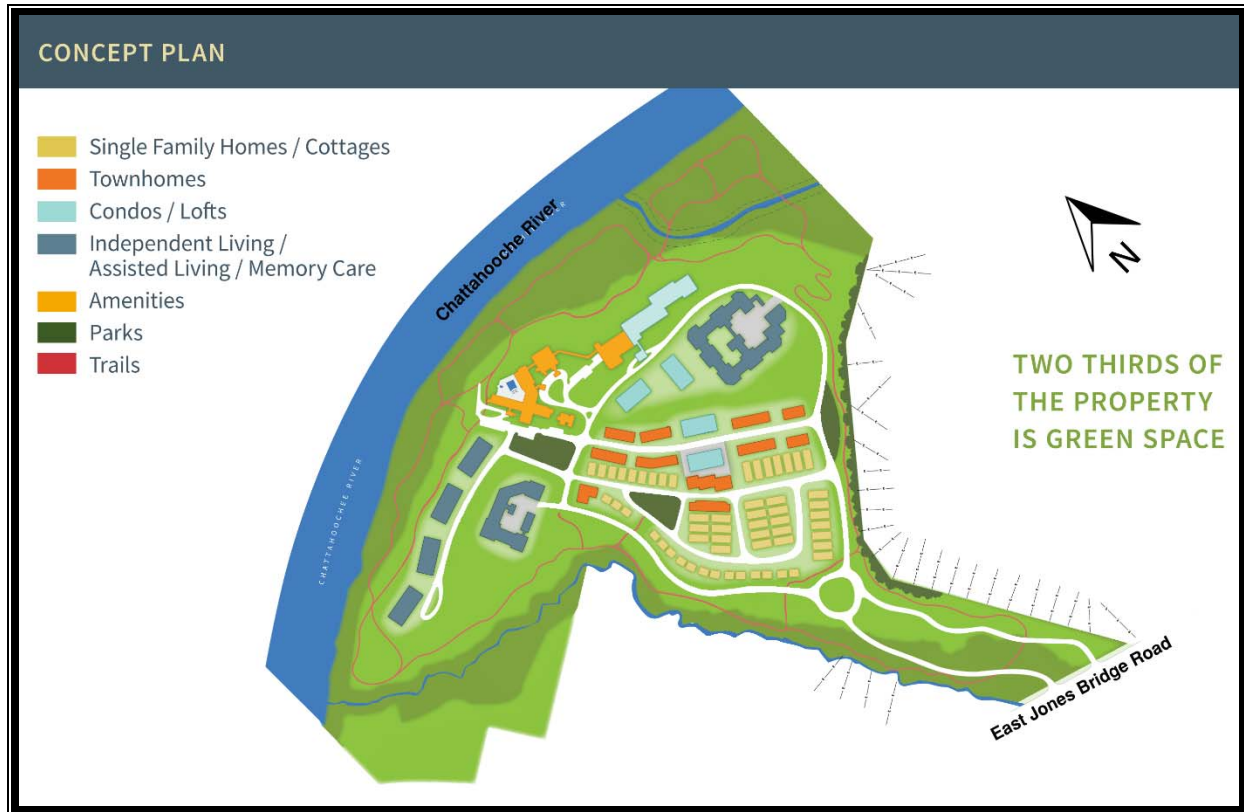 CONCEPT PLAN
Single Family Homes / Cottages
Townhomes
Condos / Lofts
Independent Living /
Assisted Living / Memory Care
Amenities
Parks
Trails
Chattahooche River
CHATTAHOOCHEE RIVER
N
TWO THIRDS OF
THE PROPERTY
IS GREEN SPACE
East Jones Bridge Road